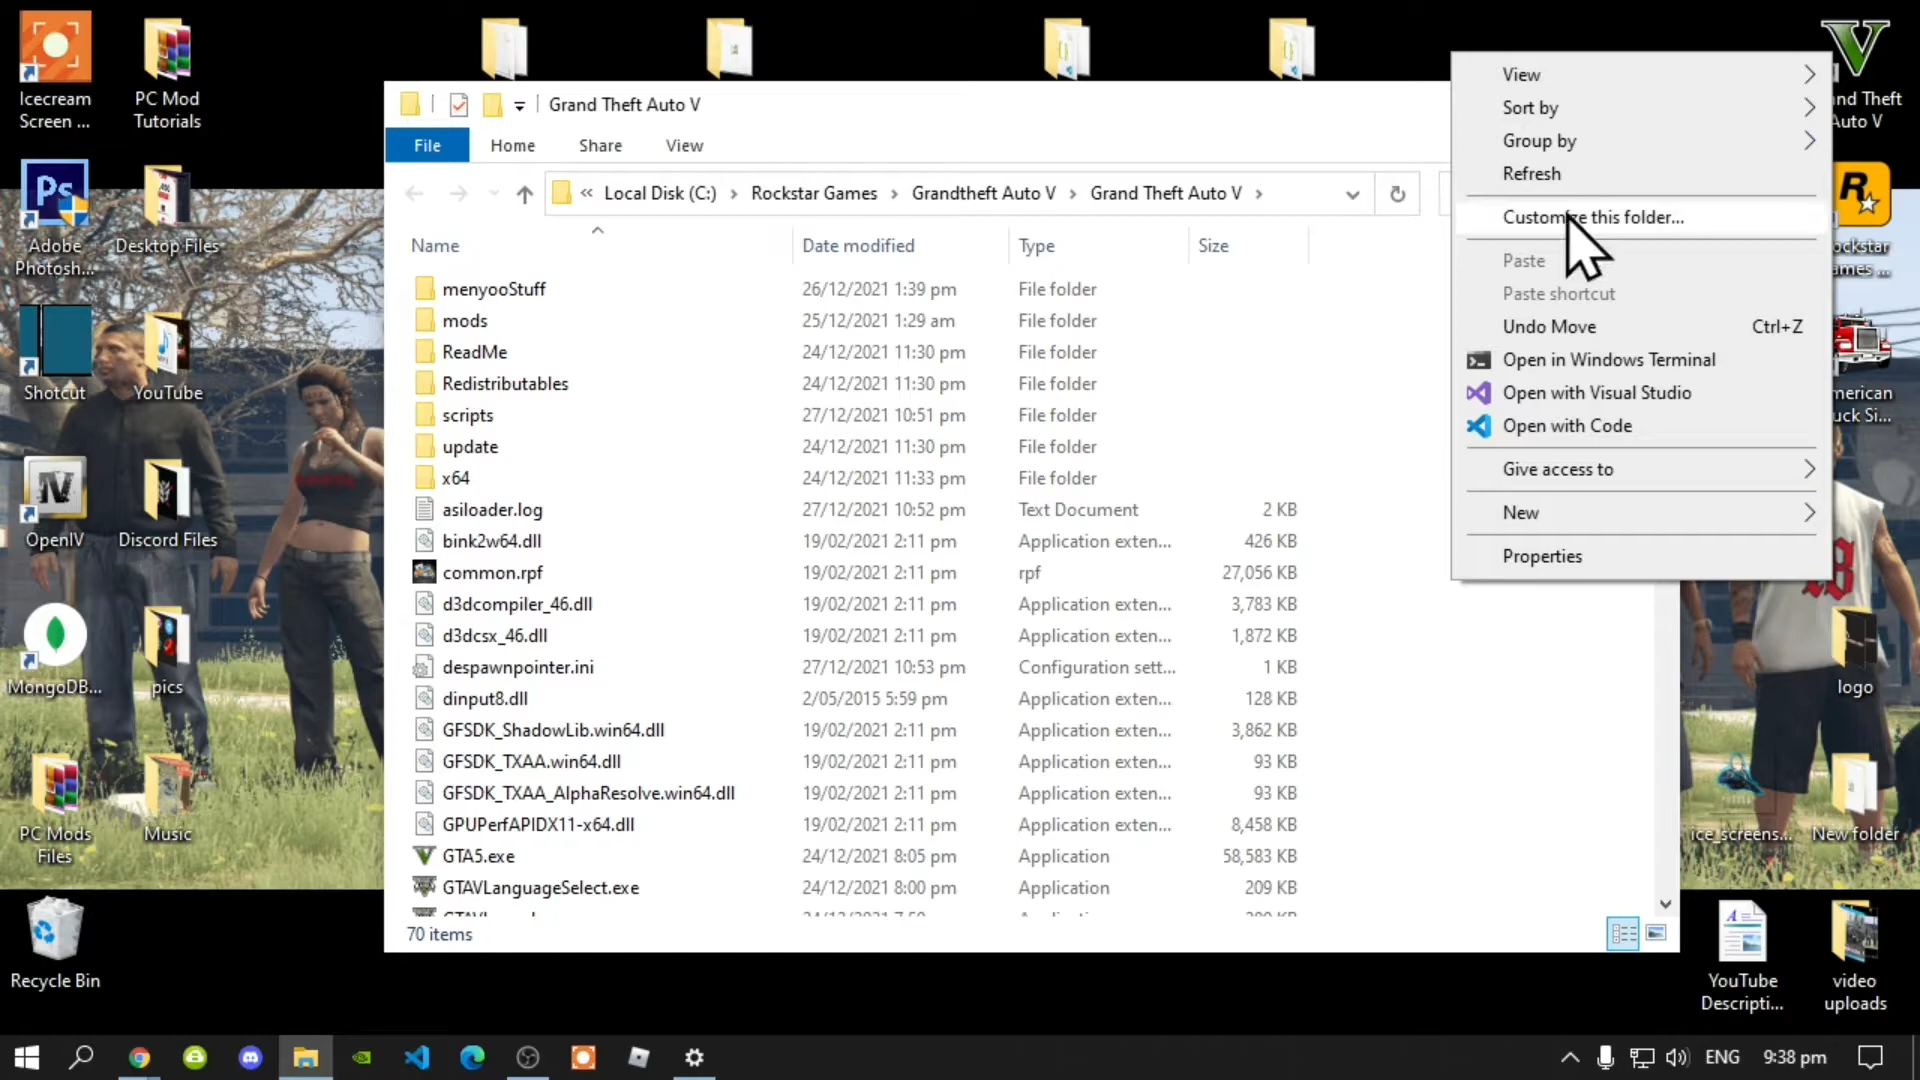 Icecream
Screen ...
PC Mod
Tutorials
Adobe
Photosh...
Desktop Files
Shotcut
YouTube
OpenIV
Discord Files
MongoDB...
pics
PC Mods
Files
Music
Recycle Bin
Grand Theft Auto V
File
Home
Share
View
« Local Disk (C:) > Rockstar Games > Grandtheft Auto V > Grand Theft Auto V >
Name Date modified Type Size
menyooStuff 26/12/2021 1:39 pm File folder
mods 25/12/2021 1:29 am File folder
ReadMe 24/12/2021 11:30 pm File folder
Redistributables 24/12/2021 11:30 pm File folder
scripts 27/12/2021 10:51 pm File folder
update 24/12/2021 11:30 pm File folder
x64 24/12/2021 11:33 pm File folder
asiloader.log 27/12/2021 10:52 pm Text Document 2 KB
bink2w64.dll 19/02/2021 2:11 pm Application exten... 426 KB
common.rpf 19/02/2021 2:11 pm rpf 27,056 KB
d3dcompiler_46.dll 19/02/2021 2:11 pm Application exten... 3,783 KB
d3dcsx_46.dll 19/02/2021 2:11 pm Application exten... 1,872 KB
despawnpointer.ini 27/12/2021 10:53 pm Configuration sett... 1 KB
dinput8.dll 2/05/2015 5:59 pm Application exten... 128 KB
GFSDK_ShadowLib.win64.dll 19/02/2021 2:11 pm Application exten... 3,862 KB
GFSDK_TXAA.win64.dll 19/02/2021 2:11 pm Application exten... 93 KB
GFSDK_TXAA_AlphaResolve.win64.dll 19/02/2021 2:11 pm Application exten... 93 KB
GPUPerfAPIDX11-x64.dll 19/02/2021 2:11 pm Application exten... 8,458 KB
GTA5.exe 24/12/2021 8:05 pm Application 58,583 KB
GTAVLanguageSelect.exe 24/12/2021 8:00 pm Application 209 KB
70 items
View
Sort by
Group by
Refresh
Customize this folder...
Paste
Paste shortcut
Undo Move Ctrl+Z
Open in Windows Terminal
Open with Visual Studio
Open with Code
Give access to
New
Properties
nd Theft
Auto V
ockstar
ames ...
merican
uck Si...
logo
ice_screens...
New folder
YouTube
Descripti...
video
uploads
ENG 9:38 pm